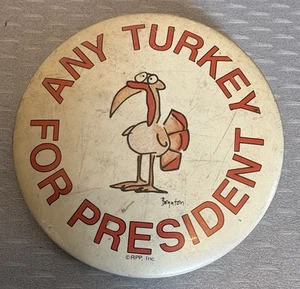 ANY TURKEY
FOR PRESIDENT
Boynton
©RPP, Inc.